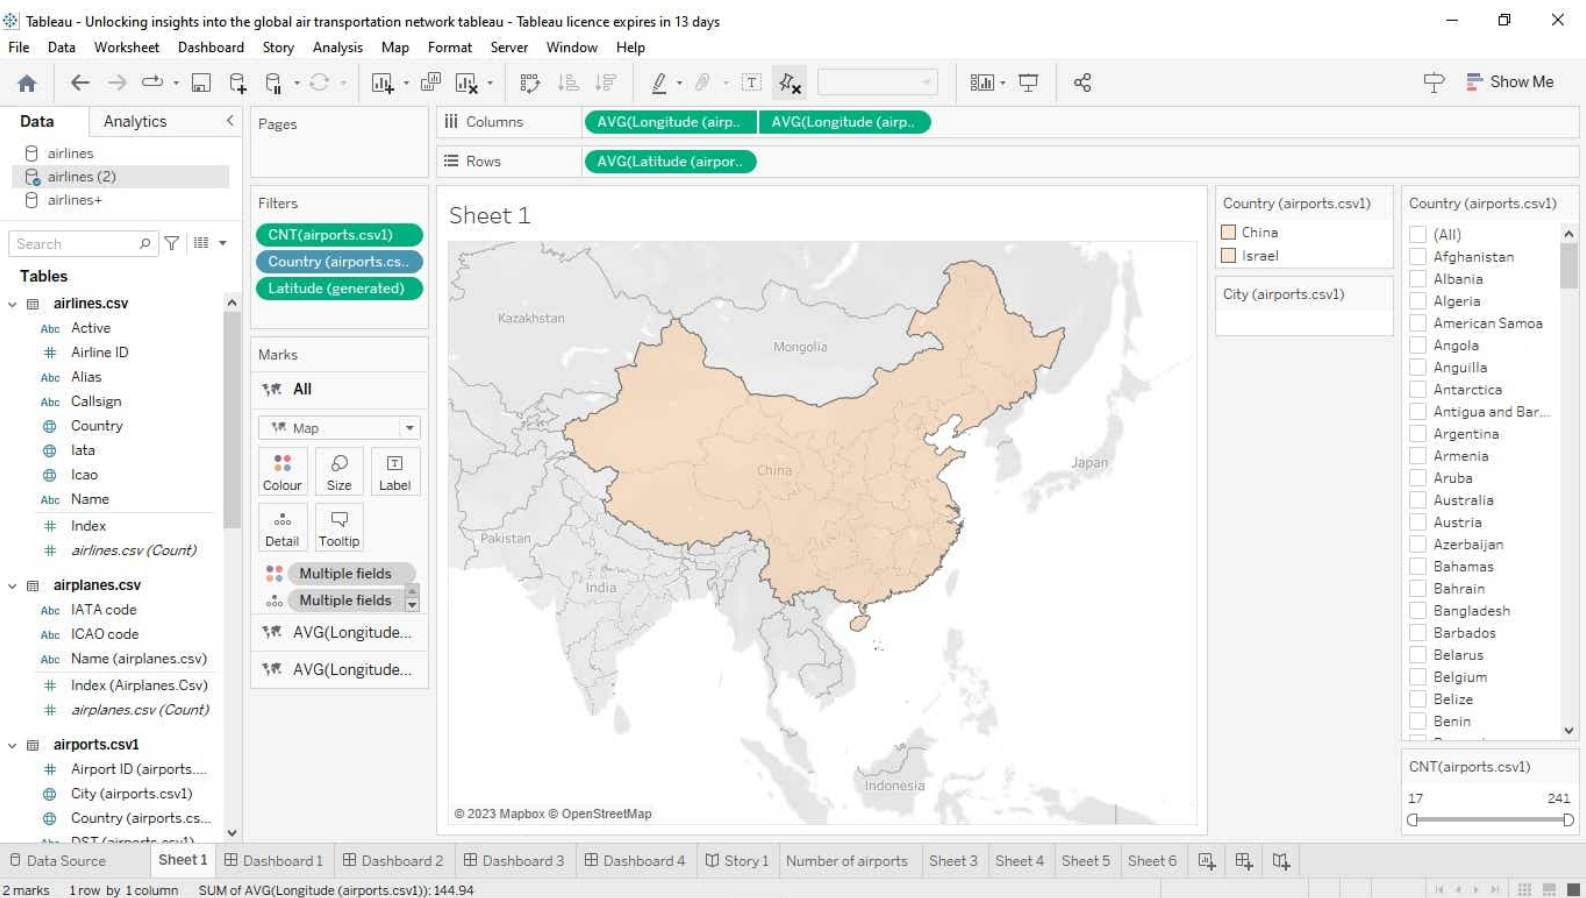 Tableau - Unlocking insights into the global air transportation network tableau - Tableau licence expires in 13 days
File Data Worksheet Dashboard Story Analysis Map Format Server Window Help
Show Me
Data Analytics
airlines
airlines (2)
airlines+
Search
Tables
airlines.csv
Abc Active
# Airline ID
Abc Alias
Abc Callsign
Country
Iata
Icao
Abc Name
# Index
# airlines.csv (Count)
airplanes.csv
Abc IATA code
Abc ICAO code
Abc Name (airplanes.csv)
# Index (Airplanes.Csv)
# airplanes.csv (Count)
airports.csv1
# Airport ID (airports....
City (airports.csv1)
Country (airports.cs...
Pages
Filters
CNT(airports.csv1)
Country (airports.cs..
Latitude (generated)
Marks
All
Map
Colour Size Label
Detail Tooltip
Multiple fields
Multiple fields
AVG(Longitude...
AVG(Longitude...
Columns AVG(Longitude (airp.. AVG(Longitude (airp..
Rows AVG(Latitude (airpor..
Sheet 1
Kazakhstan
Mongolia
China
Japan
Pakistan
India
Indonesia
© 2023 Mapbox © OpenStreetMap
Country (airports.csv1)
China
Israel
City (airports.csv1)
Country (airports.csv1)
(All)
Afghanistan
Albania
Algeria
American Samoa
Angola
Anguilla
Antarctica
Antigua and Bar...
Argentina
Armenia
Aruba
Australia
Austria
Azerbaijan
Bahamas
Bahrain
Bangladesh
Barbados
Belarus
Belgium
Belize
Benin
CNT(airports.csv1)
17 241
Data Source Sheet 1 Dashboard 1 Dashboard 2 Dashboard 3 Dashboard 4 Story 1 Number of airports Sheet 3 Sheet 4 Sheet 5 Sheet 6
2 marks 1 row by 1 column SUM of AVG(Longitude (airports.csv1)): 144.94